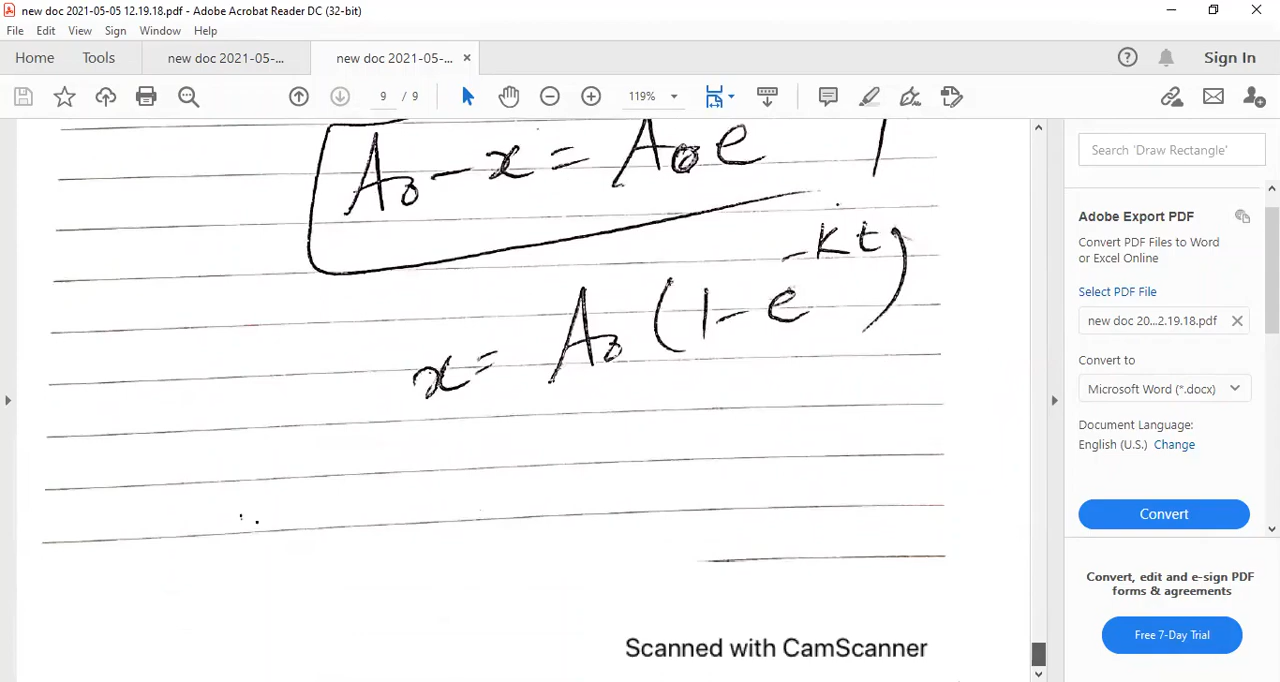 new doc 2021-05-05 12.19.18.pdf - Adobe Acrobat Reader DC (32-bit)
File Edit View Sign Window Help
Home Tools new doc 2021-05-... new doc 2021-05-... × Sign In
9 / 9 119%
A₀ - x = A₀ e
x = A₀ (1 - e^{-kt})
Scanned with CamScanner
Search 'Draw Rectangle'
Adobe Export PDF
Convert PDF Files to Word
or Excel Online
Select PDF File
new doc 20...2.19.18.pdf
Convert to
Microsoft Word (*.docx)
Document Language:
English (U.S.) Change
Convert
Convert, edit and e-sign PDF
forms & agreements
Free 7-Day Trial